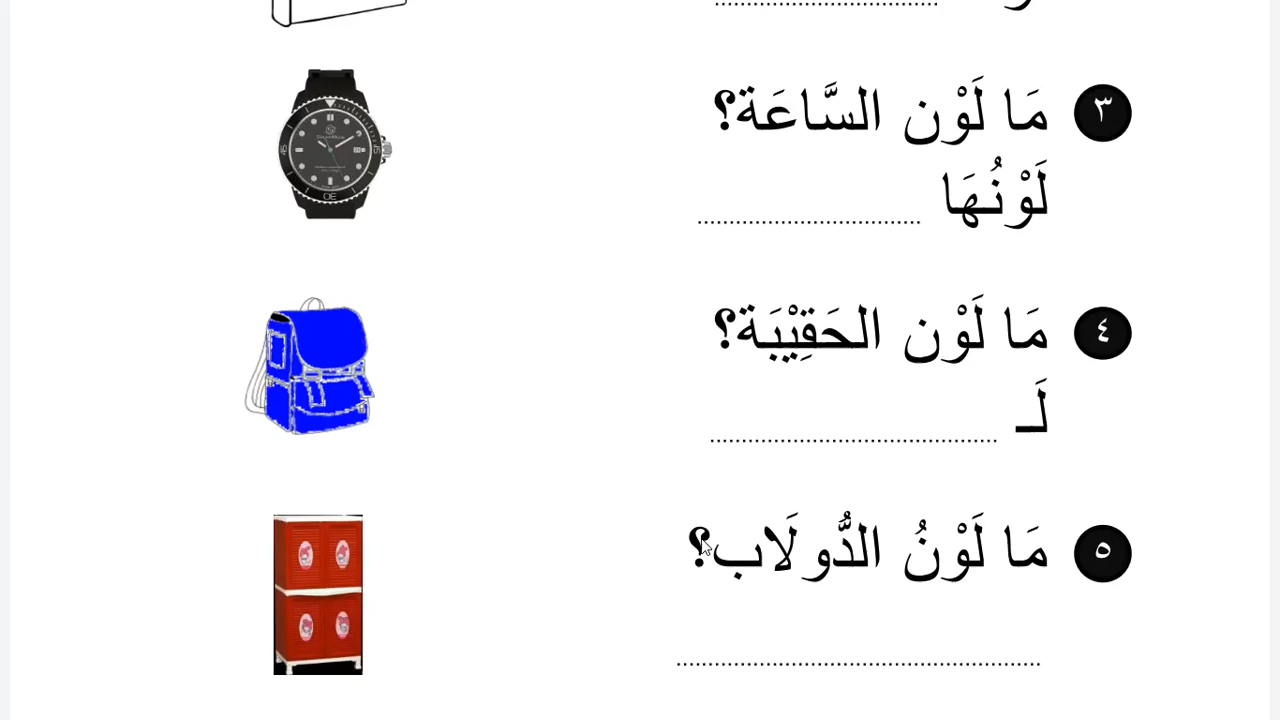 ٣ مَا لَوْن السَّاعَة؟
لَوْنُهَا ........................................
٤ مَا لَوْن الحَقِيْبَة؟
لَـ ....................................................
٥ مَا لَوْنُ الدُّولَاب؟
..................................................................